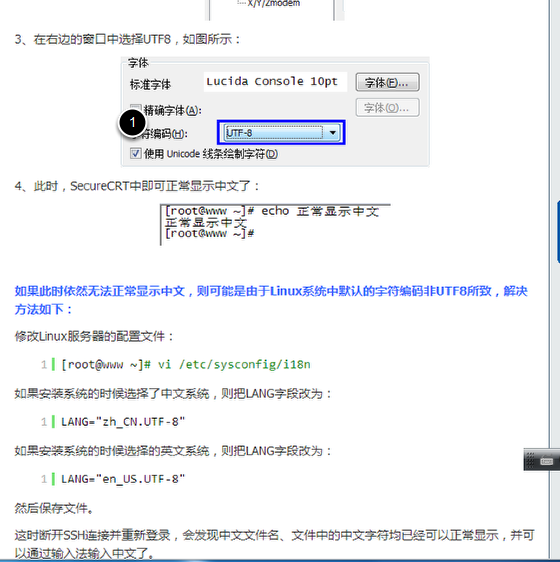 X/Y/Zmodem
3、在右边的窗口中选择UTF8，如图所示：
字体
标准字体 Lucida Console 10pt 字体(F)...
精确字体(A): 字体(O)...
1
符编码(H): UTF-8
使用 Unicode 线条绘制字符(D)
4、此时，SecureCRT中即可正常显示中文了：
[root@www ~]# echo 正常显示中文
正常显示中文
[root@www ~]#
如果此时依然无法正常显示中文，则可能是由于Linux系统中默认的字符编码非UTF8所致，解决
方法如下：
修改Linux服务器的配置文件：
1 [root@www ~]# vi /etc/sysconfig/i18n
如果安装系统的时候选择了中文系统，则把LANG字段改为：
1 LANG="zh_CN.UTF-8"
如果安装系统的时候选择的英文系统，则把LANG字段改为：
1 LANG="en_US.UTF-8"
然后保存文件。
这时断开SSH连接并重新登录，会发现中文文件名、文件中的中文字符均已经可以正常显示，并可
以通过输入法输入中文了。